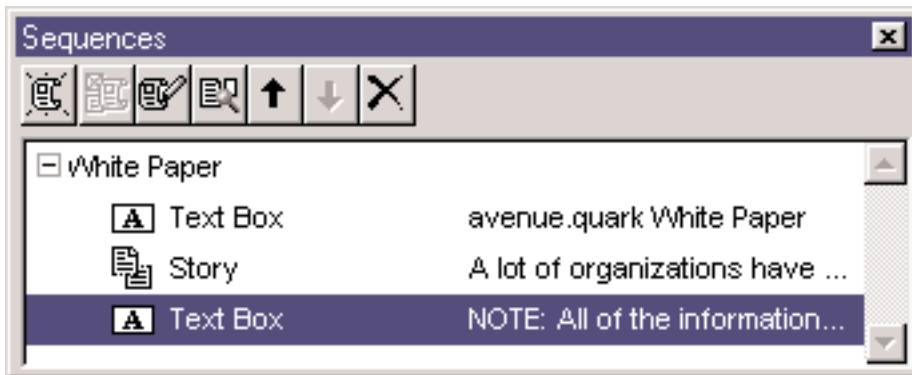 Sequences
White Paper
A Text Box avenue.quark White Paper
Story A lot of organizations have ...
A Text Box NOTE: All of the information...